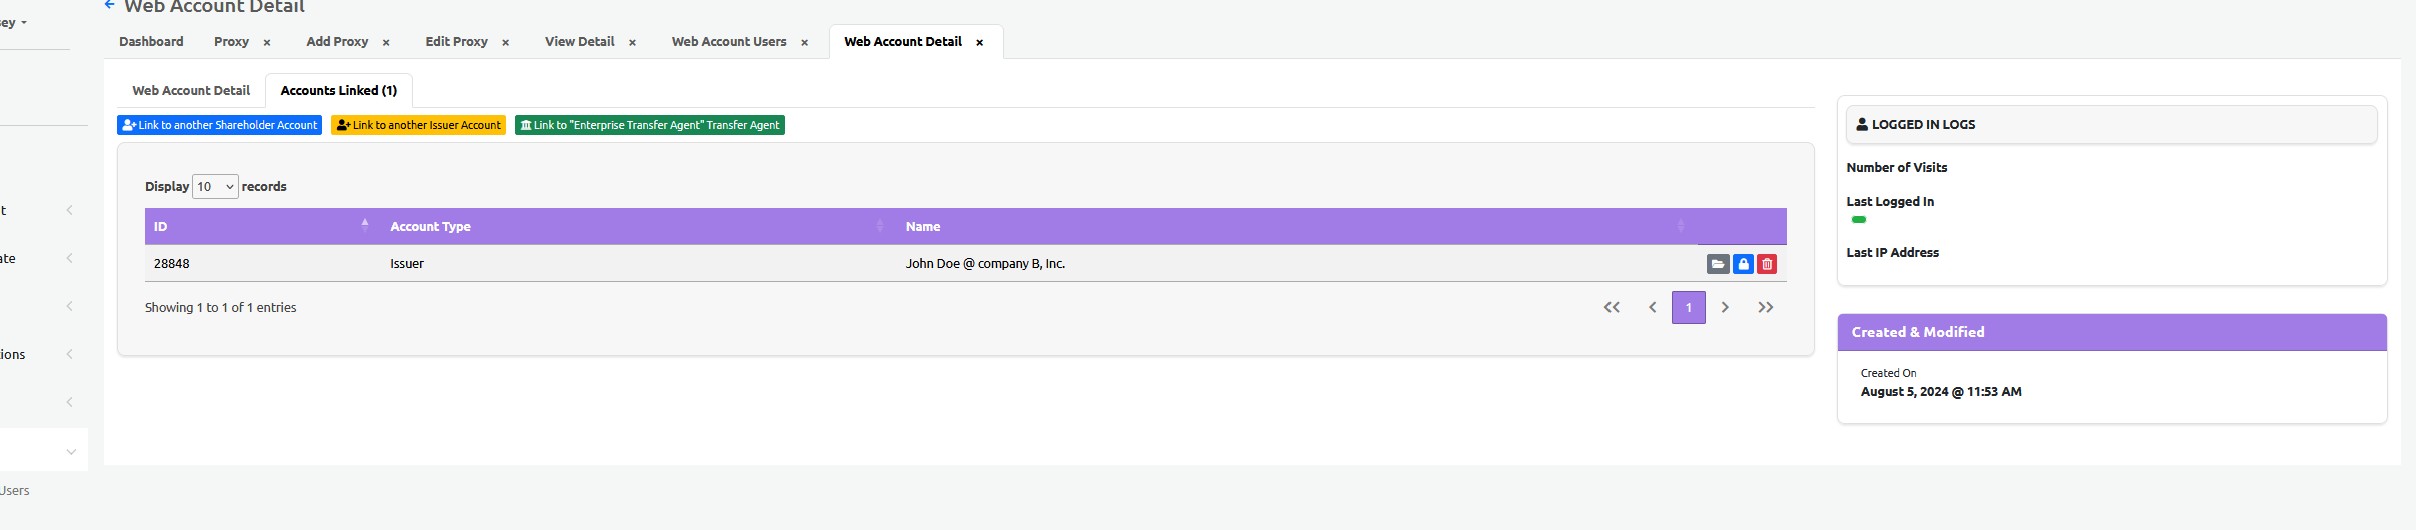 Web Account Detail
sey
Dashboard Proxy × Add Proxy × Edit Proxy × View Detail × Web Account Users × Web Account Detail ×
Web Account Detail Accounts Linked (1)
Link to another Shareholder Account Link to another Issuer Account Link to "Enterprise Transfer Agent" Transfer Agent
Display 10 records
ID Account Type Name
28848 Issuer John Doe @ company B, Inc.
Showing 1 to 1 of 1 entries
1
LOGGED IN LOGS
Number of Visits
Last Logged In
Last IP Address
Created & Modified
Created On
August 5, 2024 @ 11:53 AM
t
ate
ions
Users